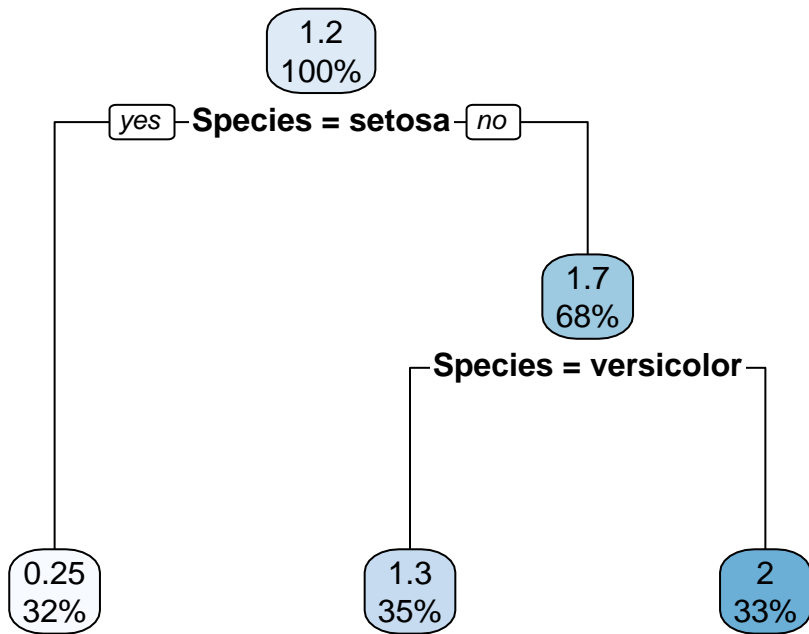 1.2
100%
yes Species = setosa no
1.7
68%
Species = versicolor
0.25 1.3 2
32% 35% 33%